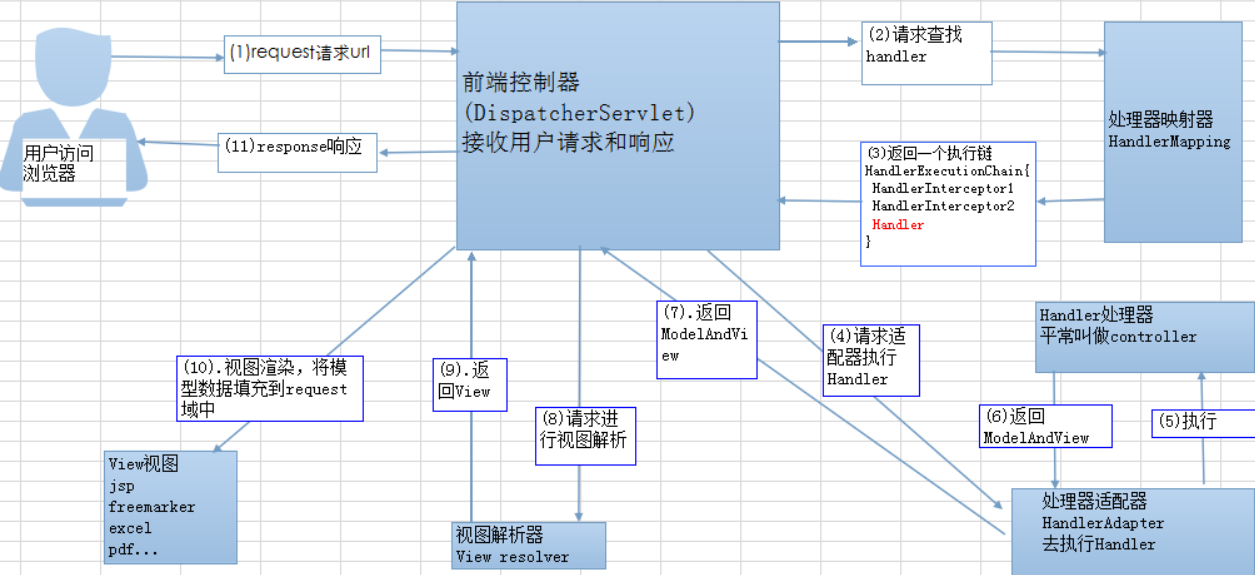 (1)request请求url
(2)请求查找
handler
前端控制器
(DispatcherServlet)
接收用户请求和响应
处理器映射器
HandlerMapping
(11)response响应
用户访问
浏览器
(3)返回一个执行链
HandlerExecutionChain{
HandlerInterceptor1
HandlerInterceptor2
Handler
}
(7).返回
ModelAndVi
ew
(4)请求适
配器执行
Handler
Handler处理器
平常叫做controller
(10).视图渲染，将模
型数据填充到request
域中
(9).返
回View
(8)请求进
行视图解析
(6)返回
ModelAndView
(5)执行
View视图
jsp
freemarker
excel
pdf...
视图解析器
View resolver
处理器适配器
HandlerAdapter
去执行Handler